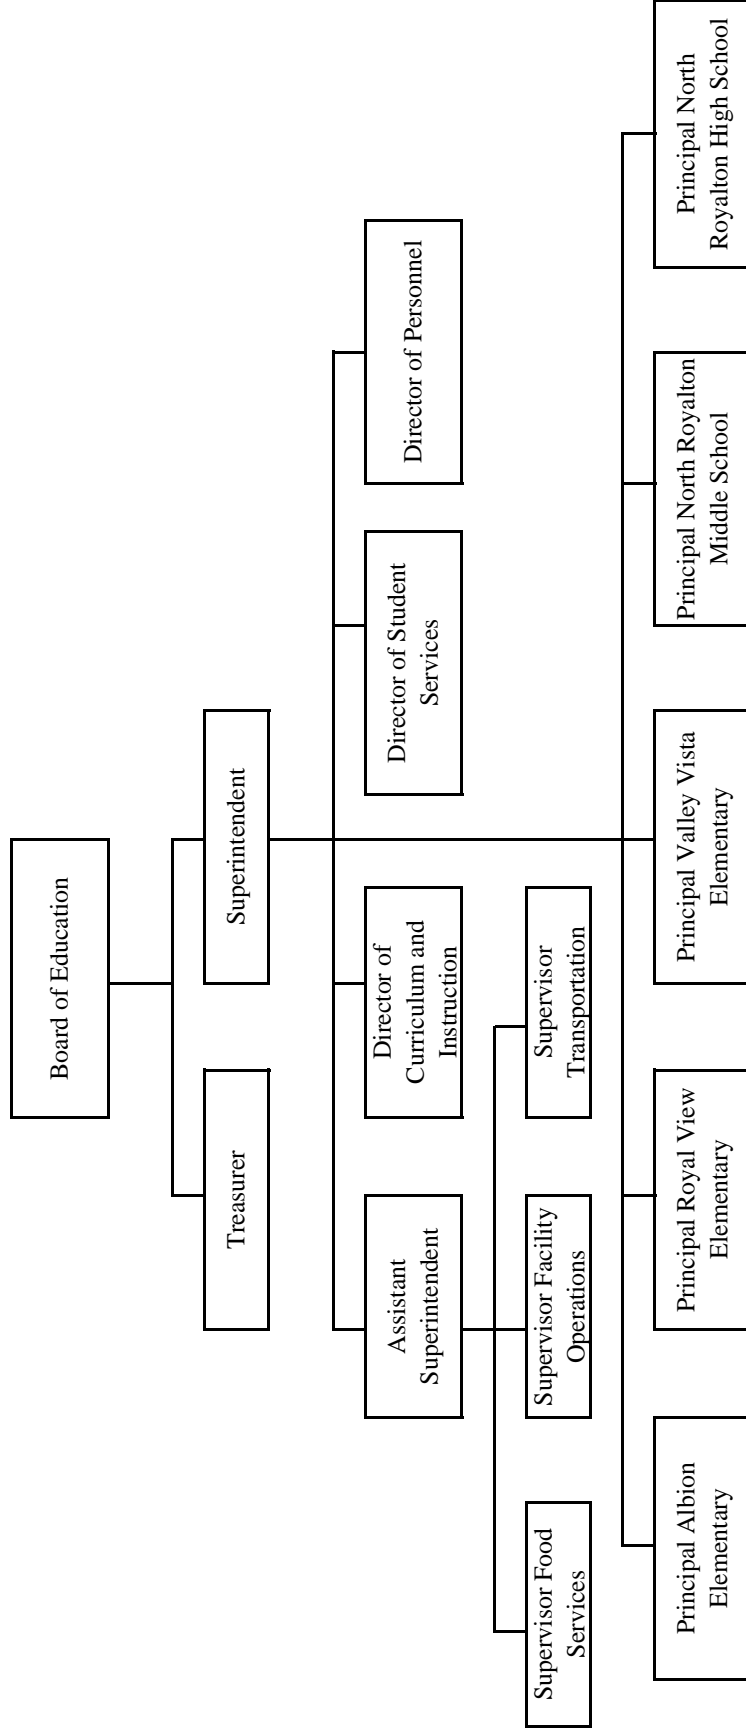 Board of Education
Treasurer
Superintendent
Assistant
Superintendent
Director of
Curriculum and
Instruction
Director of Student
Services
Director of Personnel
Supervisor Food
Services
Supervisor Facility
Operations
Supervisor
Transportation
Principal Albion
Elementary
Principal Royal View
Elementary
Principal Valley Vista
Elementary
Principal North Royalton
Middle School
Principal North
Royalton High School